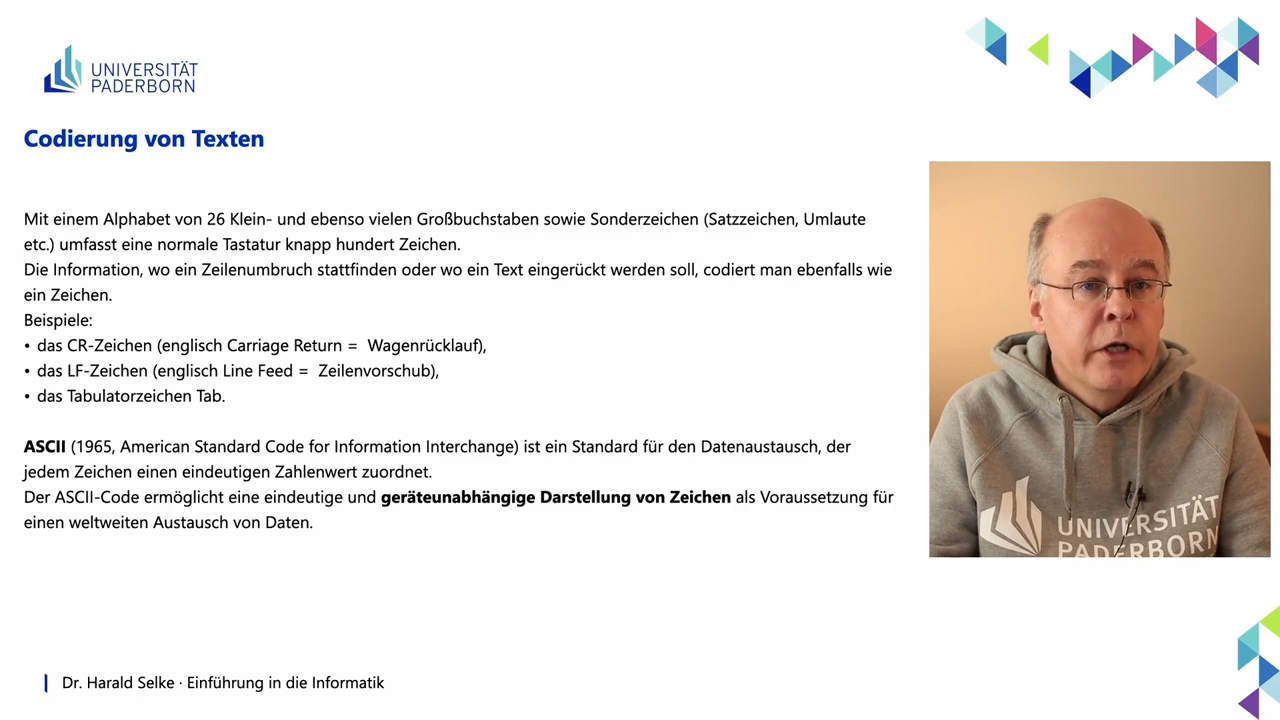 UNIVERSITÄT
PADERBORN
Codierung von Texten
Mit einem Alphabet von 26 Klein- und ebenso vielen Großbuchstaben sowie Sonderzeichen (Satzzeichen, Umlaute
etc.) umfasst eine normale Tastatur knapp hundert Zeichen.
Die Information, wo ein Zeilenumbruch stattfinden oder wo ein Text eingerückt werden soll, codiert man ebenfalls wie
ein Zeichen.
Beispiele:
• das CR-Zeichen (englisch Carriage Return = Wagenrücklauf),
• das LF-Zeichen (englisch Line Feed = Zeilenvorschub),
• das Tabulatorzeichen Tab.
ASCII (1965, American Standard Code for Information Interchange) ist ein Standard für den Datenaustausch, der
jedem Zeichen einen eindeutigen Zahlenwert zuordnet.
Der ASCII-Code ermöglicht eine eindeutige und geräteunabhängige Darstellung von Zeichen als Voraussetzung für
einen weltweiten Austausch von Daten.
UNIVERSITÄT
PADERBORN
Dr. Harald Selke · Einführung in die Informatik